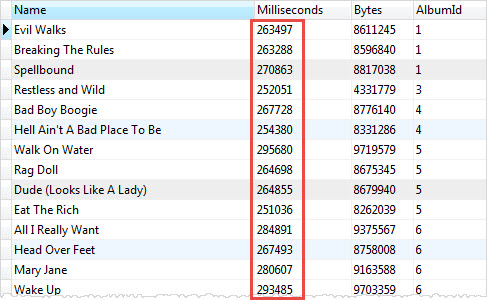 Name Milliseconds Bytes AlbumId
Evil Walks 263497 8611245 1
Breaking The Rules 263288 8596840 1
Spellbound 270863 8817038 1
Restless and Wild 252051 4331779 3
Bad Boy Boogie 267728 8776140 4
Hell Ain't A Bad Place To Be 254380 8331286 4
Walk On Water 295680 9719579 5
Rag Doll 264698 8675345 5
Dude (Looks Like A Lady) 264855 8679940 5
Eat The Rich 251036 8262039 5
All I Really Want 284891 9375567 6
Head Over Feet 267493 8758008 6
Mary Jane 280607 9163588 6
Wake Up 293485 9703359 6